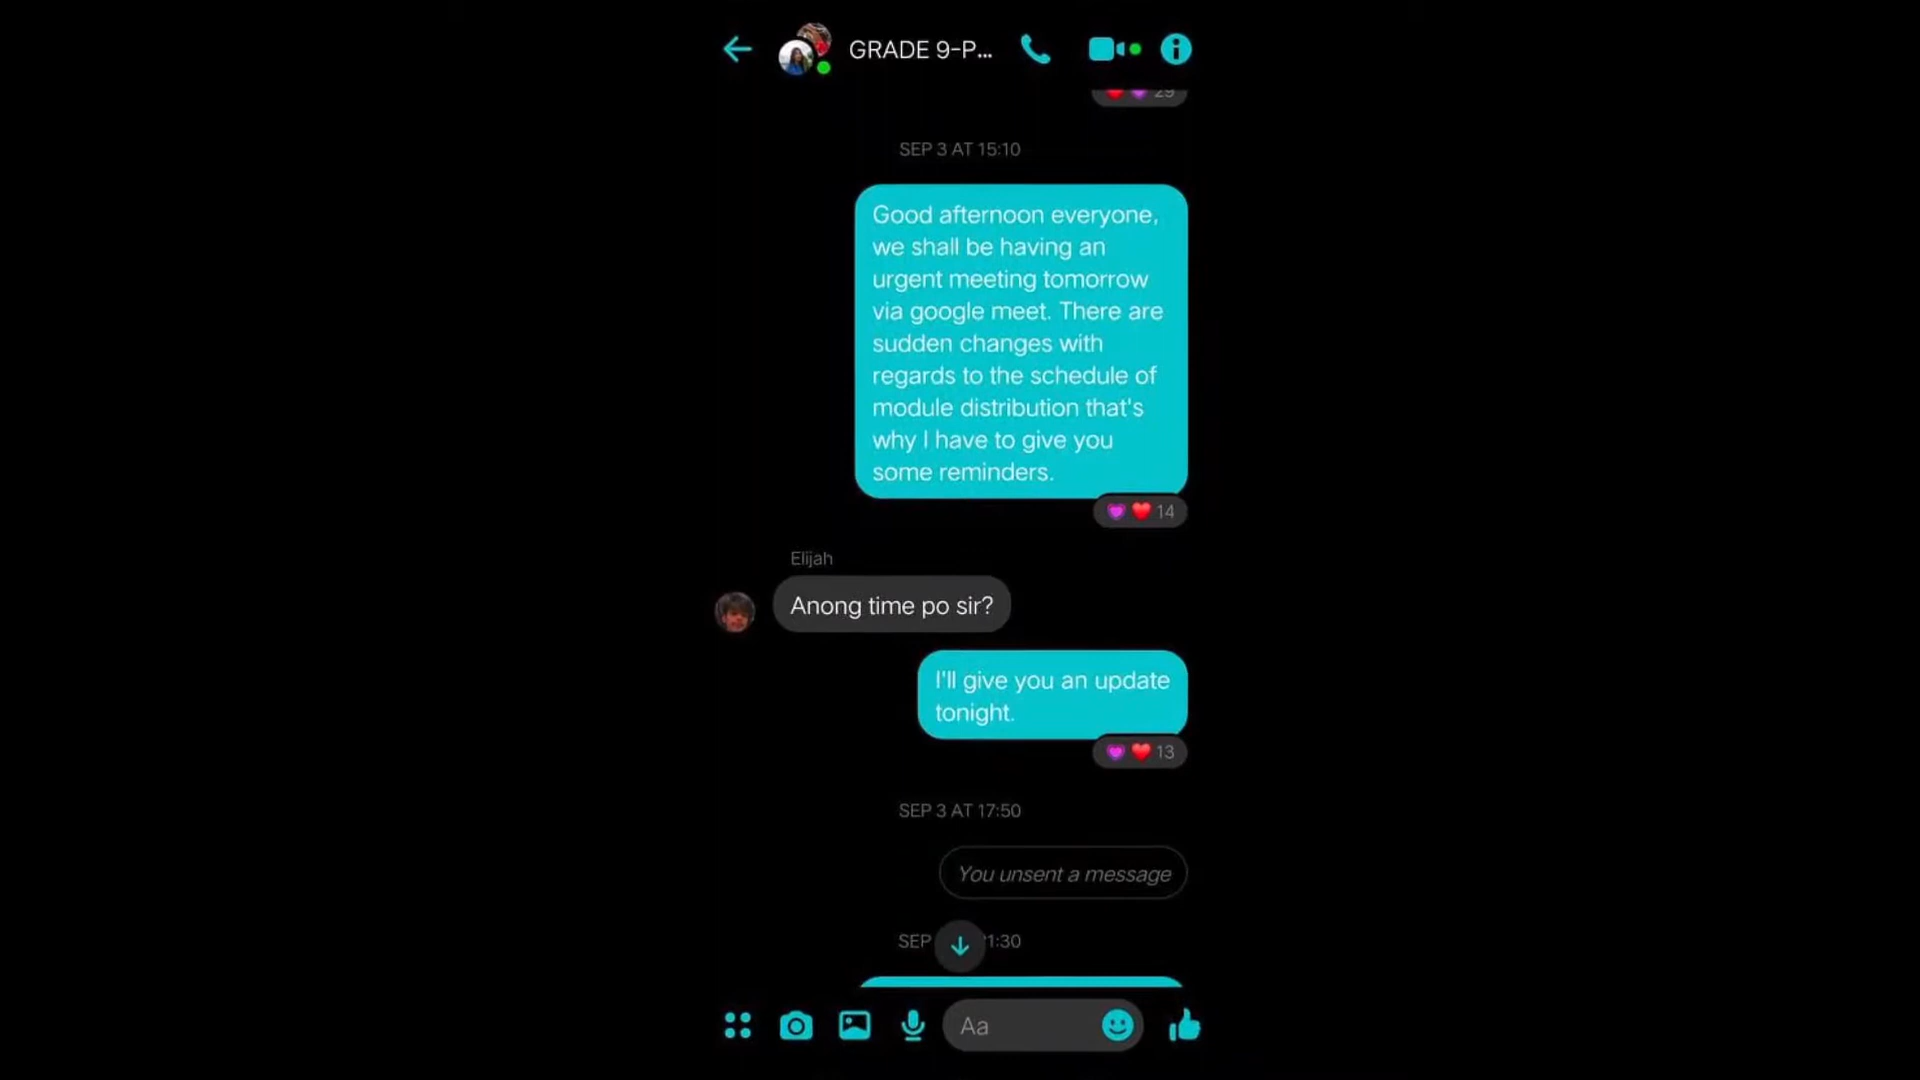 GRADE 9-P...
29
SEP 3 AT 15:10
Good afternoon everyone,
we shall be having an
urgent meeting tomorrow
via google meet. There are
sudden changes with
regards to the schedule of
module distribution that's
why I have to give you
some reminders.
14
Elijah
Anong time po sir?
I'll give you an update
tonight.
13
SEP 3 AT 17:50
You unsent a message
SEP 1:30
Aa